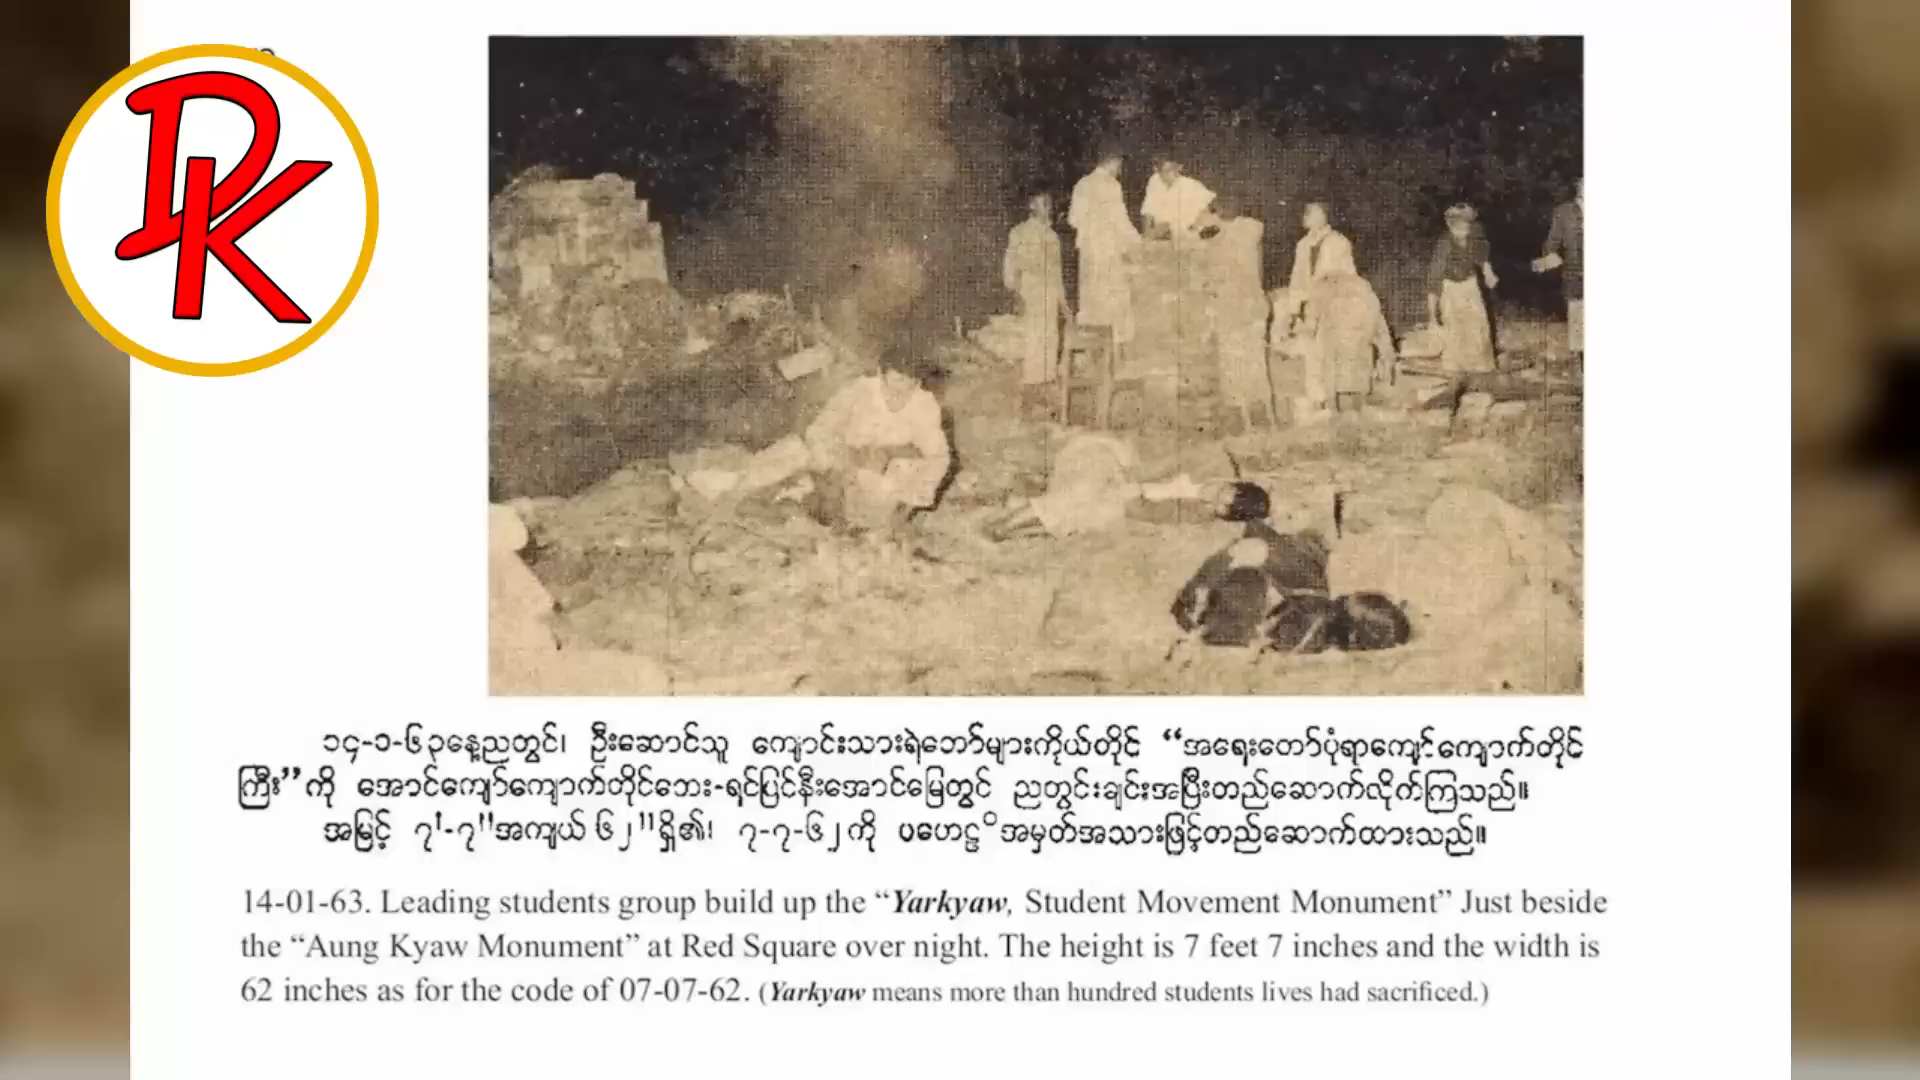 DK
၁၄-၁-၆၃နေ့ညတွင်၊ ဦးဆောင်သူ ကျောင်းသားရဲဘော်များကိုယ်တိုင် “အရေးတော်ပုံရာကျော်ကျောက်တိုင်
ကြီး”ကို အောင်ကျော်ကျောက်တိုင်ဘေး-ရှင်ပြင်နီးအောင်မြေတွင် ညတွင်းချင်းအပြီးတည်ဆောက်လိုက်ကြသည်။
အမြင့် ၇'-၇"အကျယ် ၆၂"ရှိ၏၊ ၇-၇-၆၂ကို ပဟေဠိအမှတ်အသားဖြင့်တည်ဆောက်ထားသည်။
14-01-63. Leading students group build up the “Yarkyaw, Student Movement Monument” Just beside
the “Aung Kyaw Monument” at Red Square over night. The height is 7 feet 7 inches and the width is
62 inches as for the code of 07-07-62. (Yarkyaw means more than hundred students lives had sacrificed.)